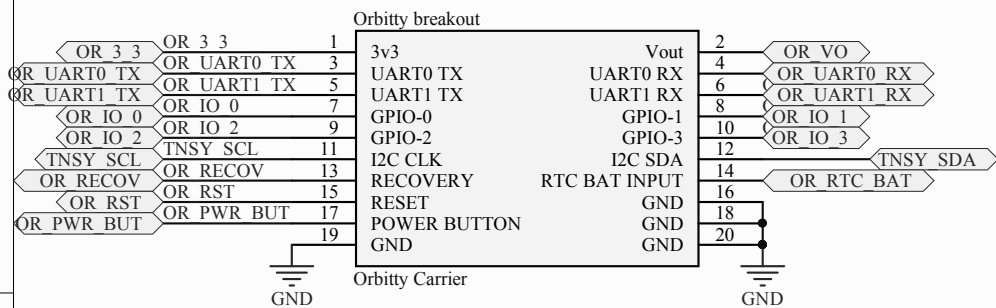 Orbitty breakout
OR_3_3 OR_3_3 1 3v3 Vout 2 OR_VO
OR_UART0_TX OR_UART0_TX 3 UART0 TX UART0 RX 4 OR_UART0_RX
OR_UART1_TX OR_UART1_TX 5 UART1 TX UART1 RX 6 OR_UART1_RX
OR_IO_0 OR_IO_0 7 GPIO-0 GPIO-1 8 OR_IO_1
OR_IO_2 OR_IO_2 9 GPIO-2 GPIO-3 10 OR_IO_3
TNSY_SCL TNSY_SCL 11 I2C CLK I2C SDA 12 TNSY_SDA
OR_RECOV OR_RECOV 13 RECOVERY RTC BAT INPUT 14 OR_RTC_BAT
OR_RST OR_RST 15 RESET GND 16
OR_PWR_BUT OR_PWR_BUT 17 POWER BUTTON GND 18
19 GND GND 20
Orbitty Carrier
GND GND